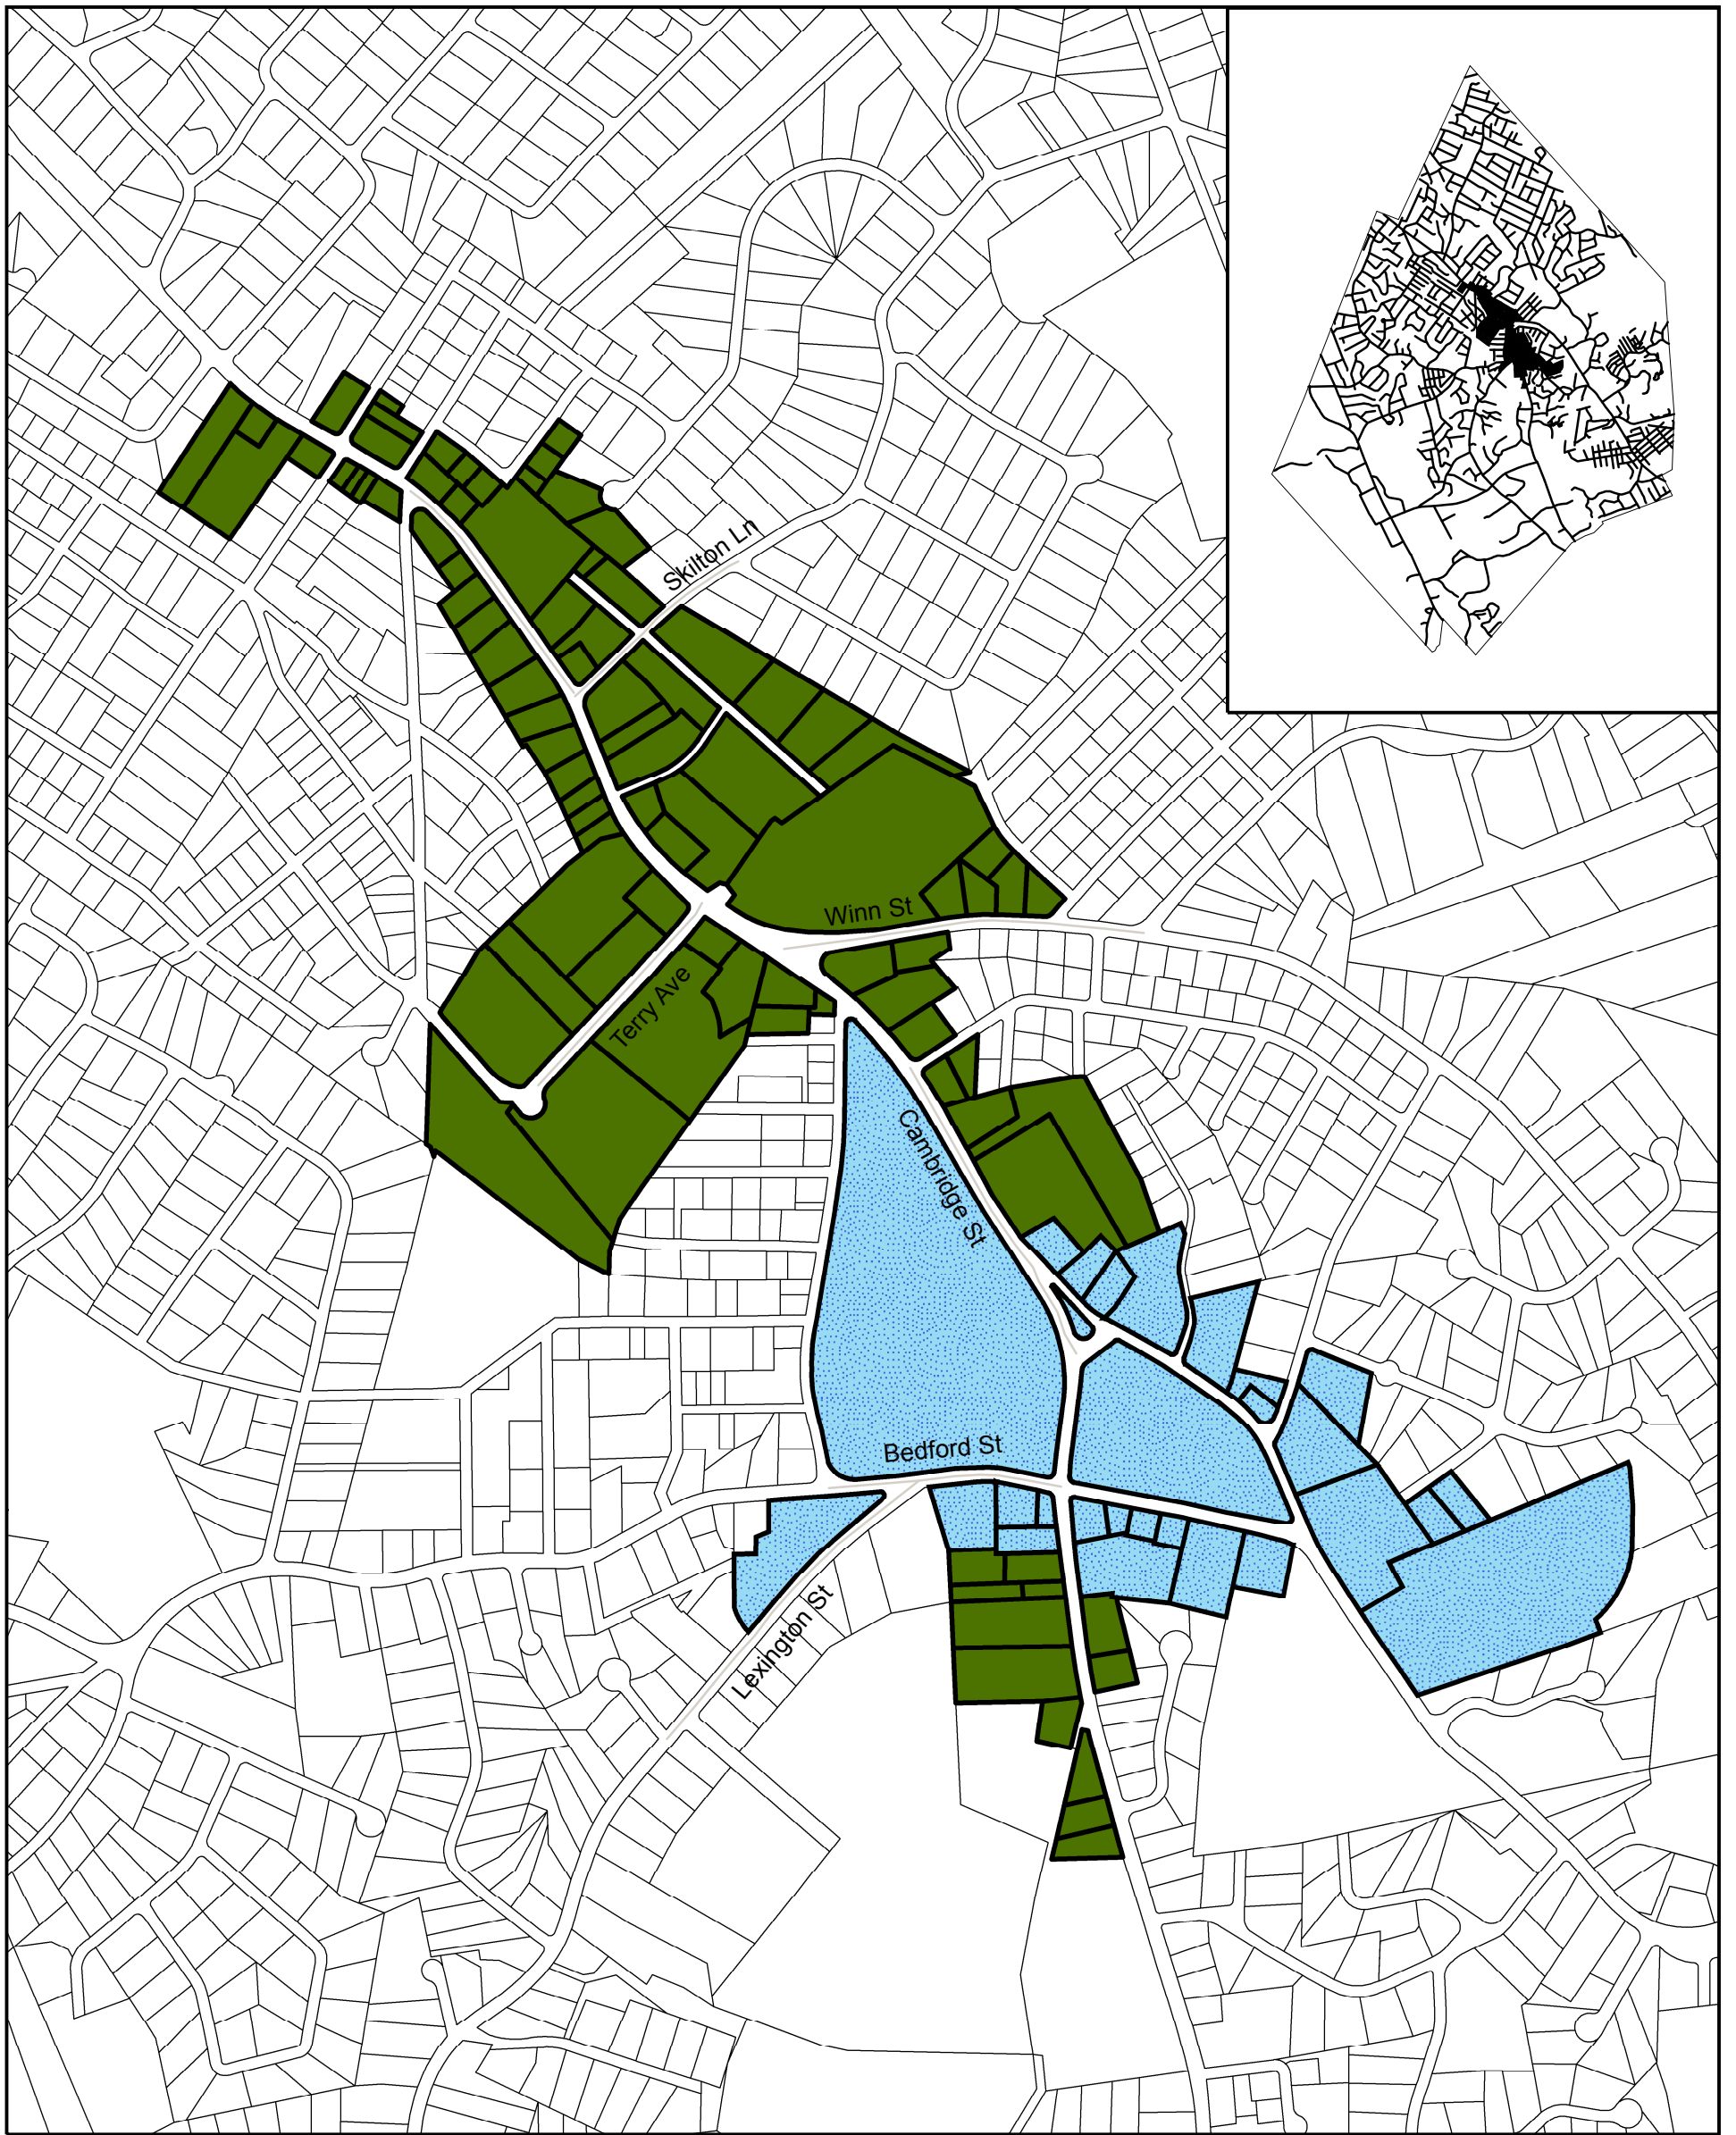 Skilton Ln
Winn St
Terry Ave
Cambridge St
Bedford St
Lexington St